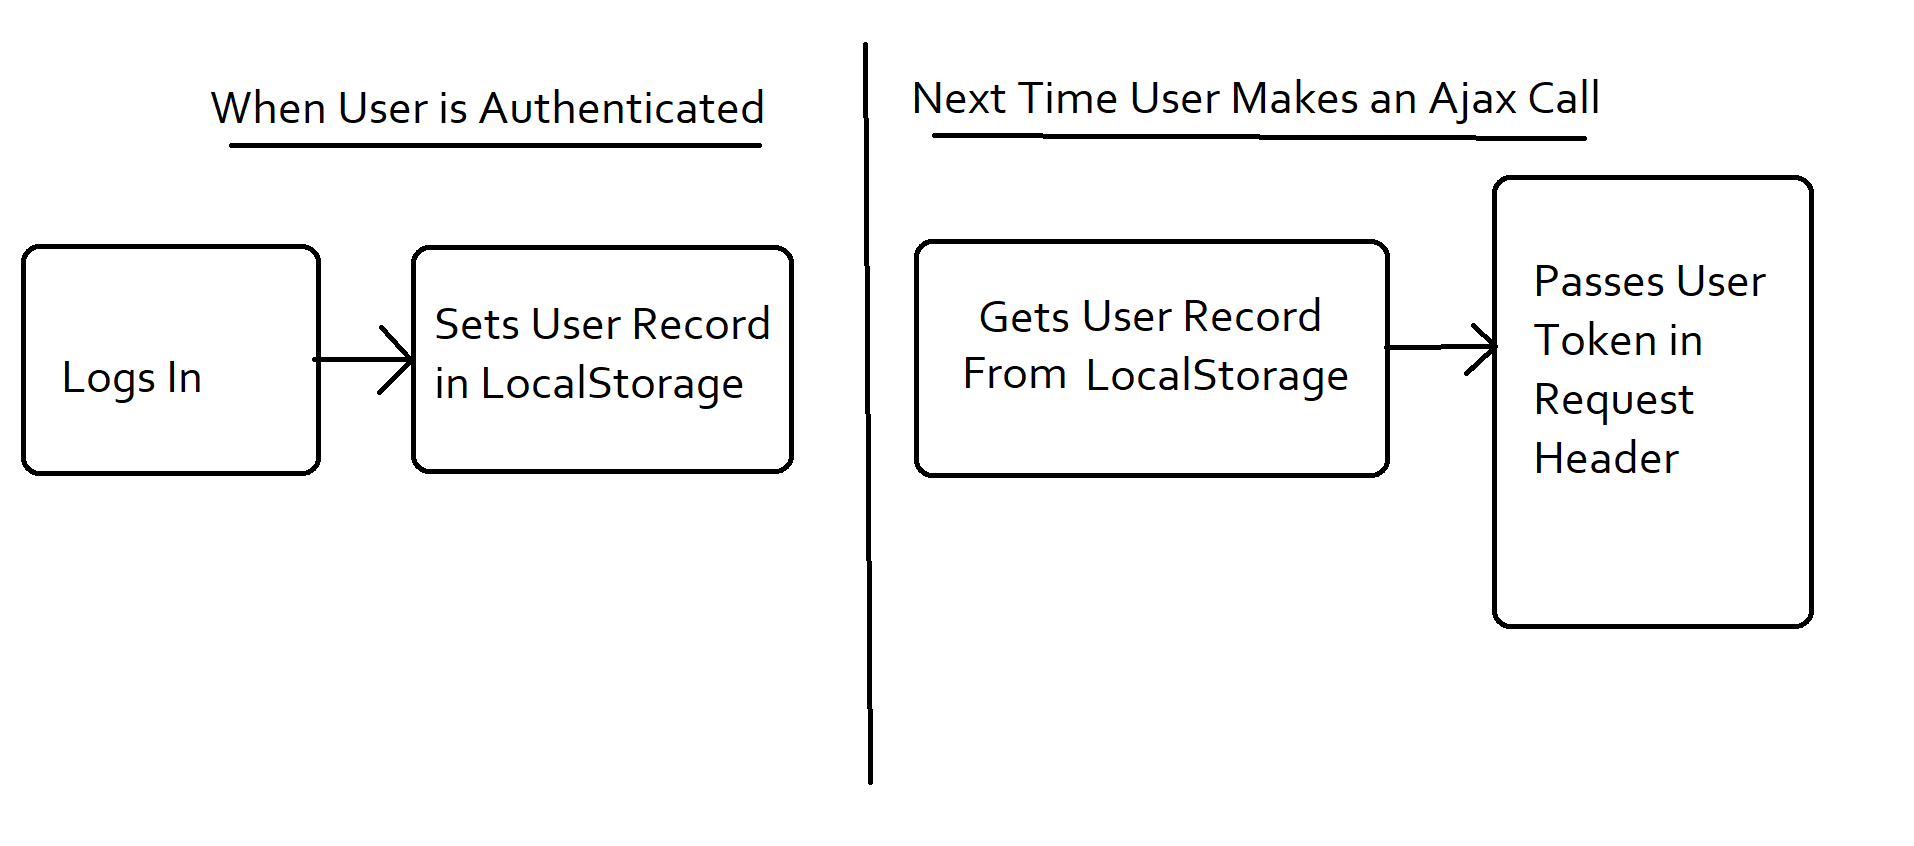 When User is Authenticated
Logs In
Sets User Record
in LocalStorage
Next Time User Makes an Ajax Call
Gets User Record
From LocalStorage
Passes User
Token in
Request
Header